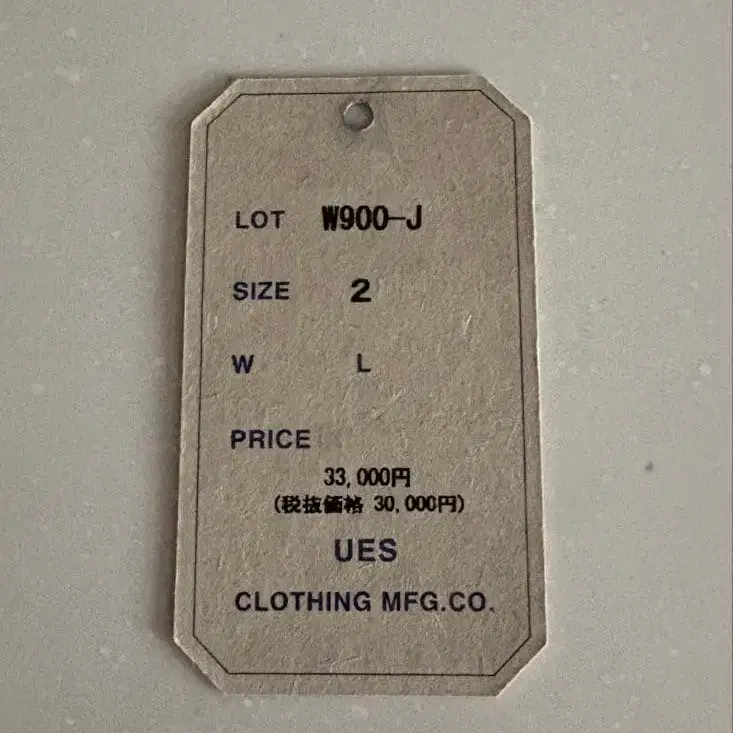 LOT W900-J
SIZE 2
W L
PRICE
33,000円
(税抜価格 30,000円)
UES
CLOTHING MFG.CO.